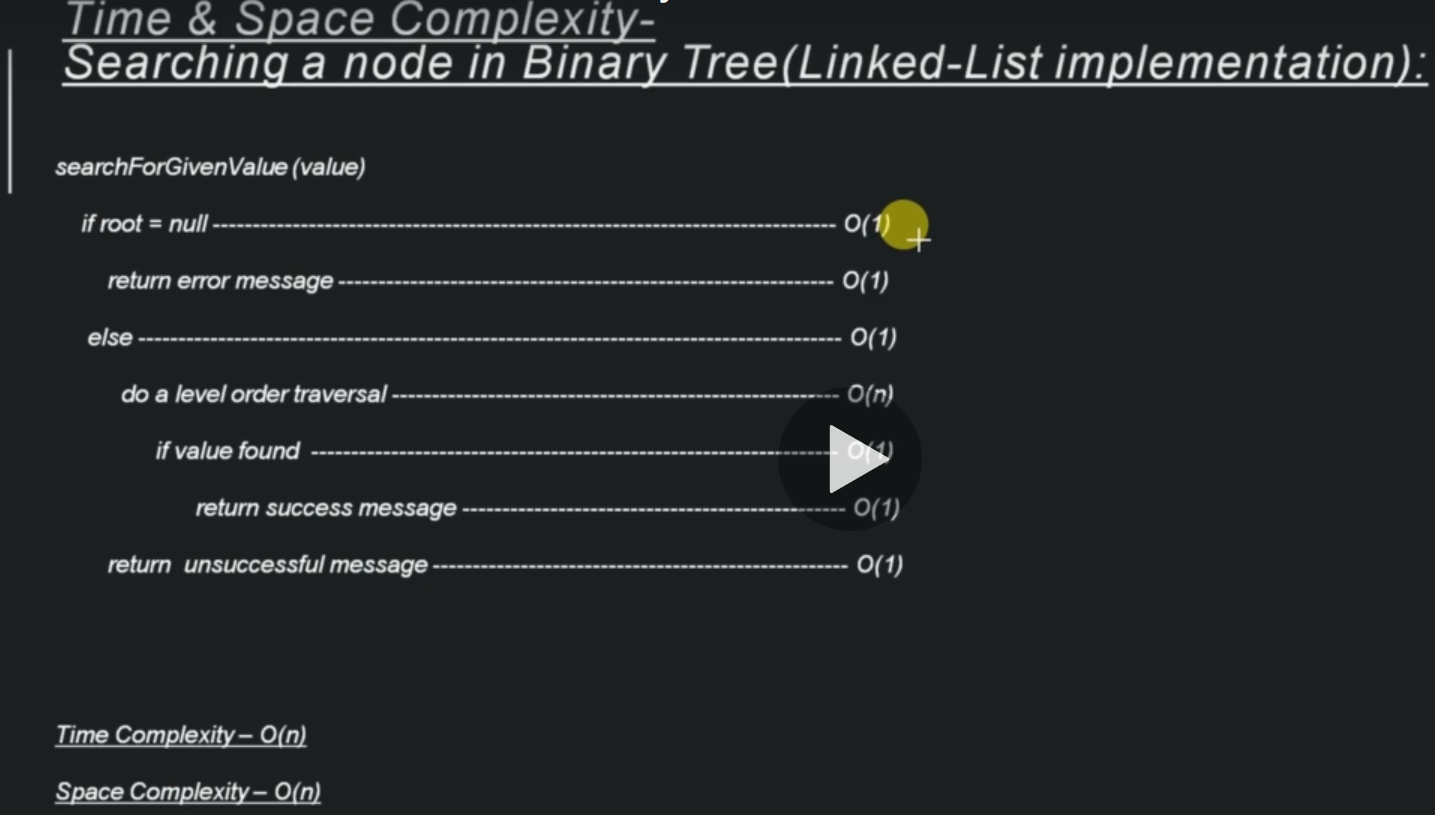 Time & Space Complexity-
Searching a node in Binary Tree(Linked-List implementation):
searchForGivenValue (value)
if root = null ------------------------------------------------------------------------------------------- O(1)
return error message ------------------------------------------------------------------------ O(1)
else ------------------------------------------------------------------------------------------------------ O(1)
do a level order traversal ----------------------------------------------------------------- O(n)
if value found ---------------------------------------------------------------------------- O(1)
return success message -------------------------------------------------------- O(1)
return unsuccessful message ------------------------------------------------------------ O(1)
Time Complexity – O(n)
Space Complexity – O(n)